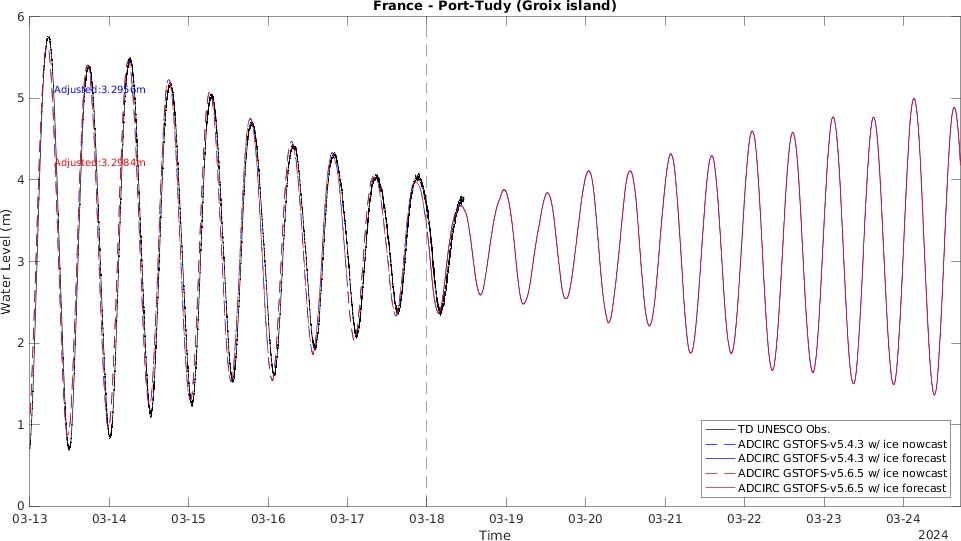 France - Port-Tudy (Groix island)
6
5
4
3
2
1
0
Water Level (m)
Adjusted:3.2956m
Adjusted:3.2984m
TD UNESCO Obs.
ADCIRC GSTOFS-v5.4.3 w/ ice nowcast
ADCIRC GSTOFS-v5.4.3 w/ ice forecast
ADCIRC GSTOFS-v5.6.5 w/ ice nowcast
ADCIRC GSTOFS-v5.6.5 w/ ice forecast
03-13 03-14 03-15 03-16 03-17 03-18 03-19 03-20 03-21 03-22 03-23 03-24
Time
2024